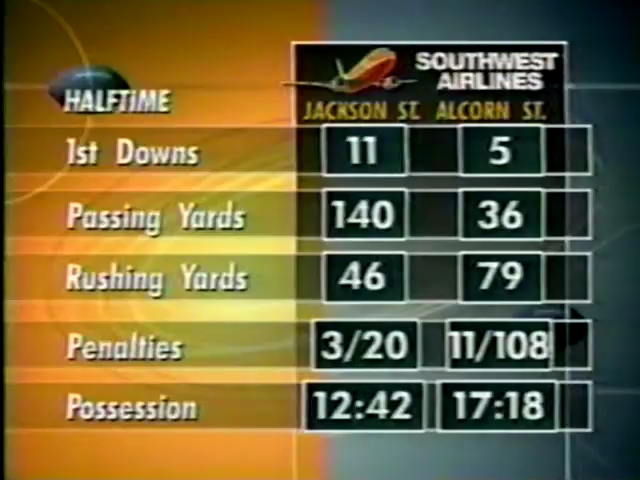 SOUTHWEST
AIRLINES
HALFTIME JACKSON ST. ALCORN ST.
1st Downs 11 5
Passing Yards 140 36
Rushing Yards 46 79
Penalties 3/20 11/108
Possession 12:42 17:18